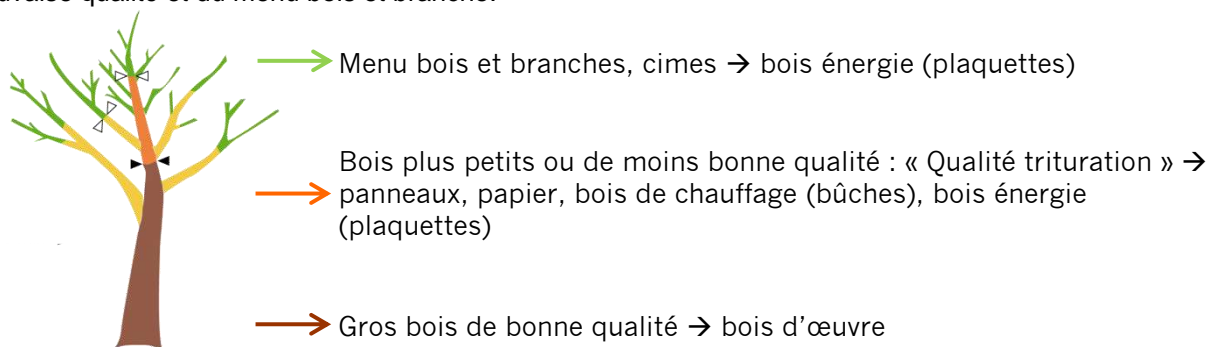 Menu bois et branches, cimes → bois énergie (plaquettes)
Bois plus petits ou de moins bonne qualité : « Qualité trituration » →
panneaux, papier, bois de chauffage (bûches), bois énergie
(plaquettes)
Gros bois de bonne qualité → bois d’œuvre